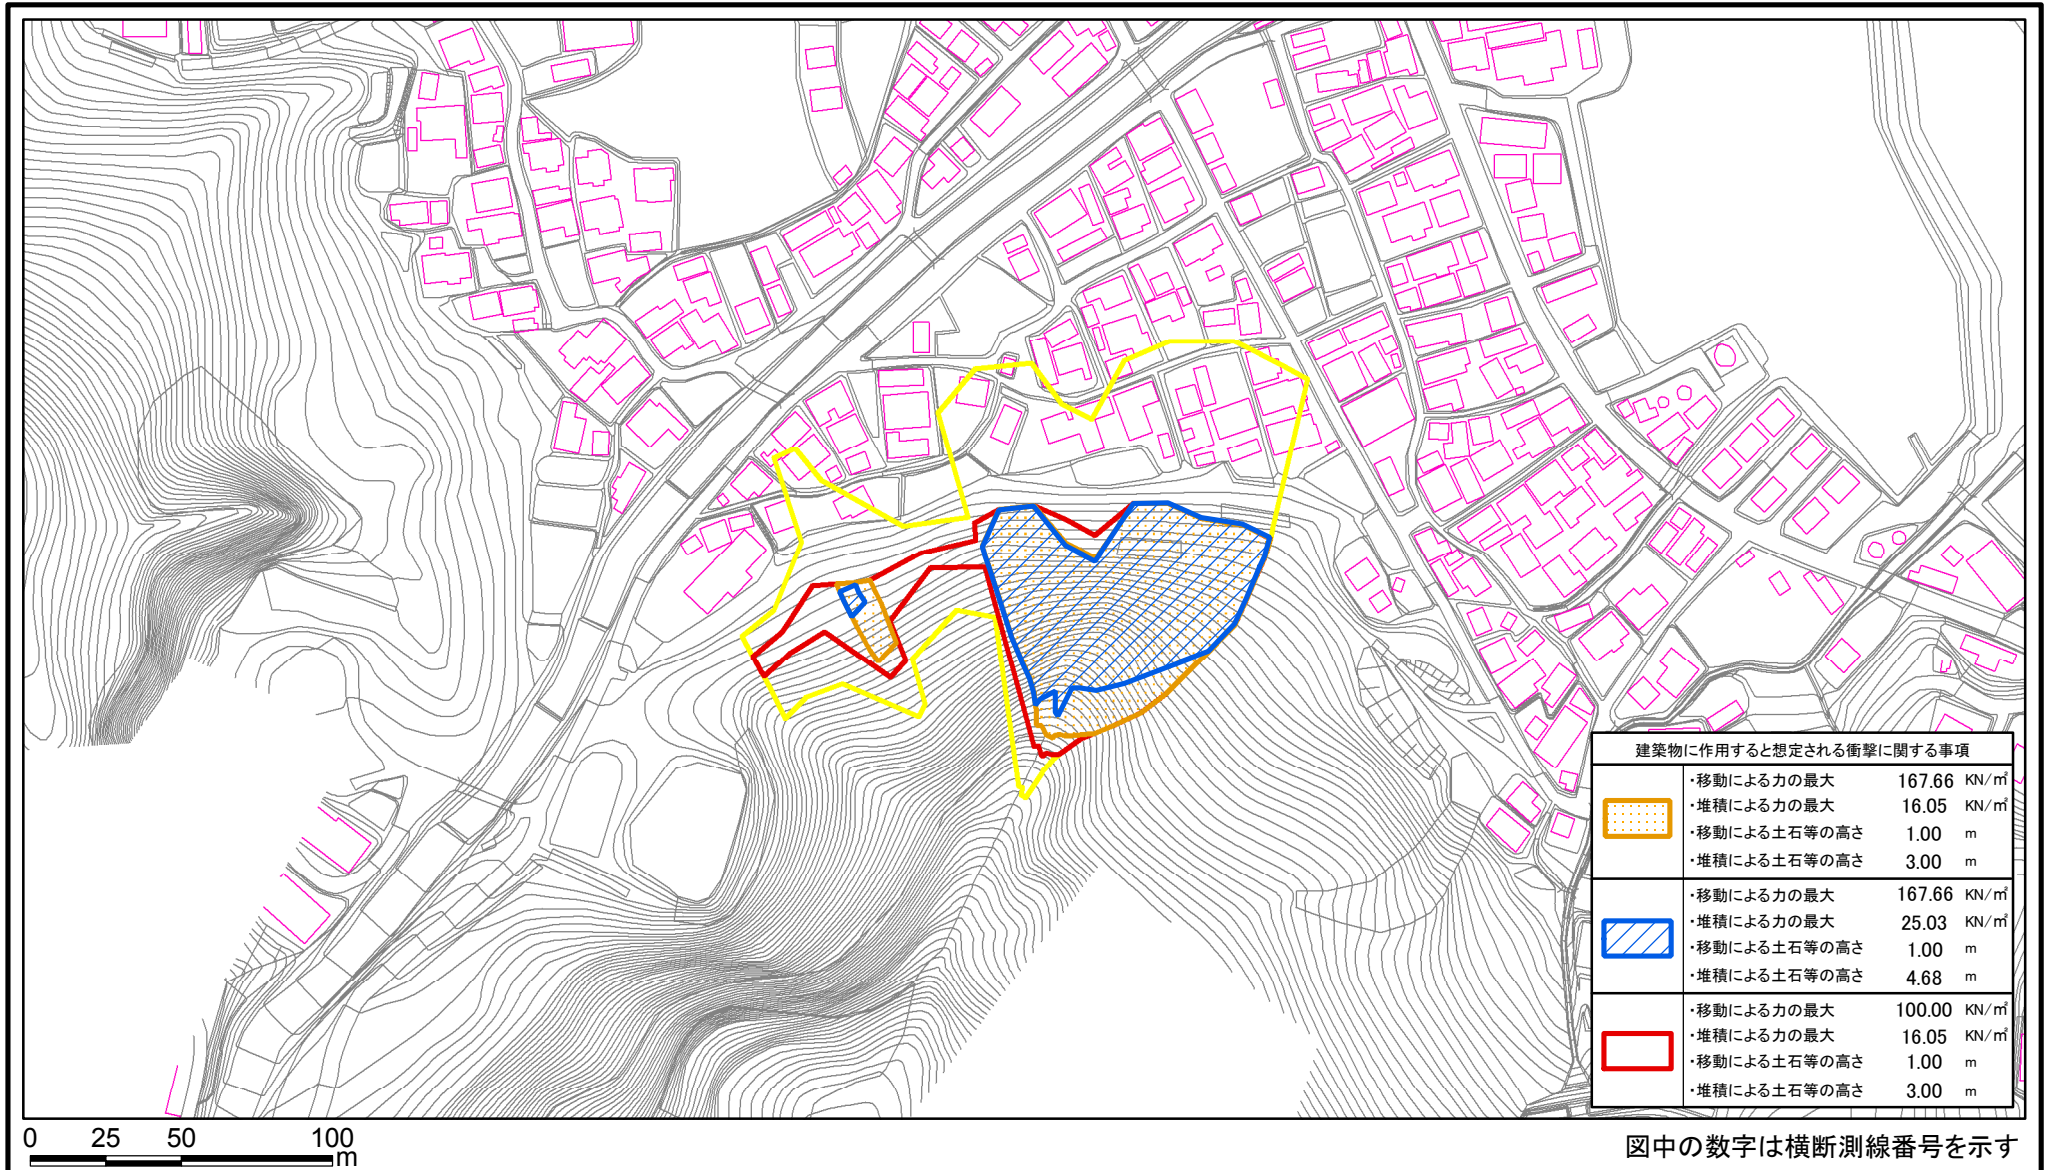 建築物に作用すると想定される衝撃に関する事項
・移動による力の最大 167.66 KN/㎡
・堆積による力の最大 16.05 KN/㎡
・移動による土石等の高さ 1.00 m
・堆積による土石等の高さ 3.00 m
・移動による力の最大 167.66 KN/㎡
・堆積による力の最大 25.03 KN/㎡
・移動による土石等の高さ 1.00 m
・堆積による土石等の高さ 4.68 m
・移動による力の最大 100.00 KN/㎡
・堆積による力の最大 16.05 KN/㎡
・移動による土石等の高さ 1.00 m
・堆積による土石等の高さ 3.00 m
0 25 50 100
m
図中の数字は横断測線番号を示す